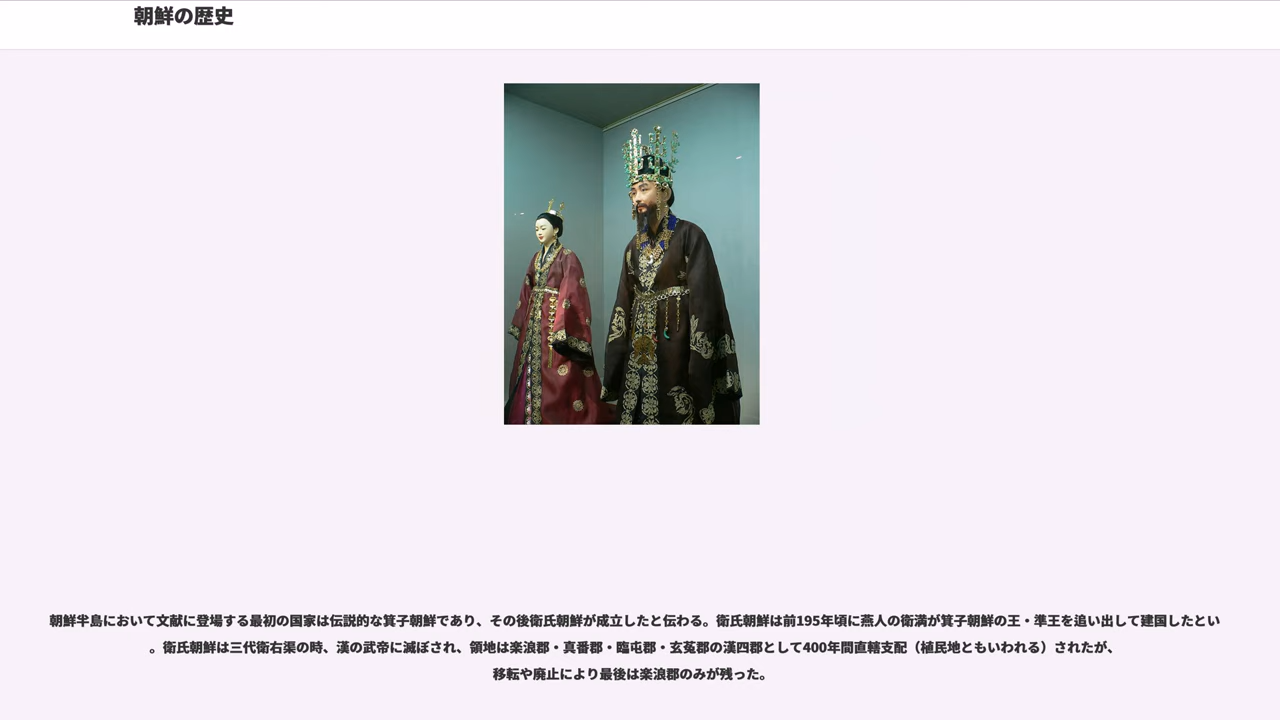 朝鮮の歴史
朝鮮半島において文献に登場する最初の国家は伝説的な箕子朝鮮であり、その後衛氏朝鮮が成立したと伝わる。衛氏朝鮮は前195年頃に燕人の衛満が箕子朝鮮の王・準王を追い出して建国したとい
。衛氏朝鮮は三代衛右渠の時、漢の武帝に滅ぼされ、領地は楽浪郡・真番郡・臨屯郡・玄菟郡の漢四郡として400年間直轄支配（植民地ともいわれる）されたが、
移転や廃止により最後は楽浪郡のみが残った。